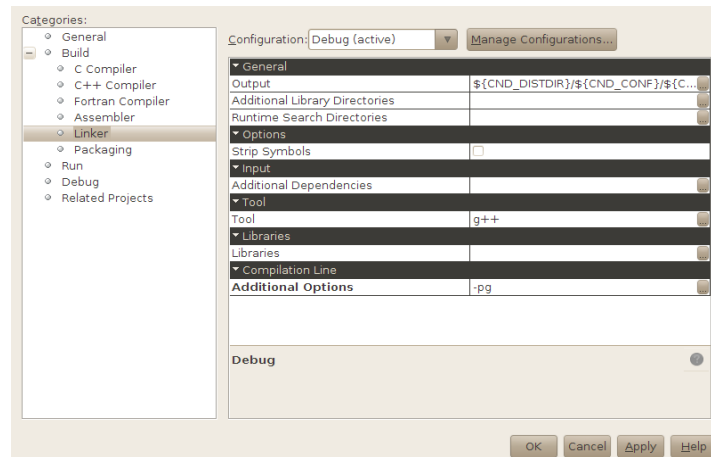 Categories:
General
Build
C Compiler
C++ Compiler
Fortran Compiler
Assembler
Linker
Packaging
Run
Debug
Related Projects
Configuration: Debug (active) Manage Configurations...
General
Output ${CND_DISTDIR}/${CND_CONF}/${C...
Additional Library Directories
Runtime Search Directories
Options
Strip Symbols
Input
Additional Dependencies
Tool
Tool g++
Libraries
Libraries
Compilation Line
Additional Options -pg
Debug
OK Cancel Apply Help